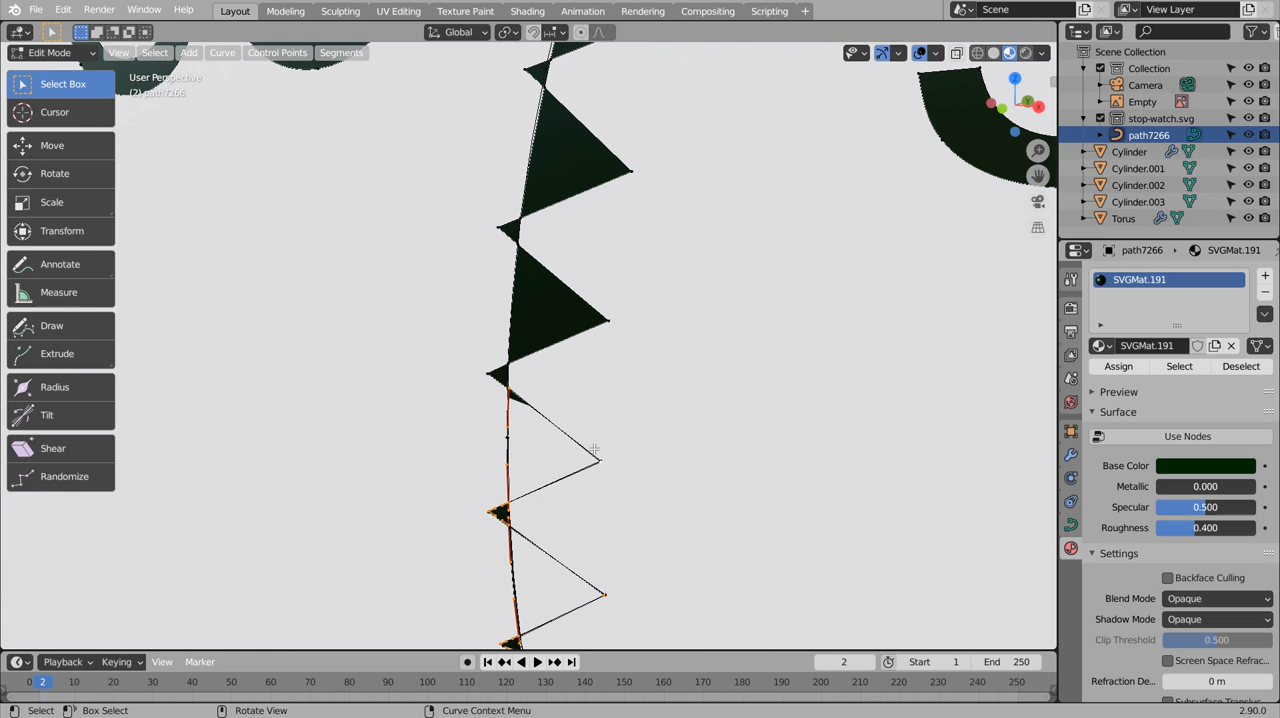 File Edit Render Window Help Layout Modeling Sculpting UV Editing Texture Paint Shading Animation Rendering Compositing Scripting Scene View Layer
Global
Edit Mode View Select Add Curve Control Points Segments
User Perspective
(2) path7266
Select Box
Cursor
Move
Rotate
Scale
Transform
Annotate
Measure
Draw
Extrude
Radius
Tilt
Shear
Randomize
Z
Y
X
Scene Collection
Collection
Camera
Empty
stop-watch.svg
path7266
Cylinder
Cylinder.001
Cylinder.002
Cylinder.003
Torus
path7266 SVGMat.191
SVGMat.191
SVGMat.191
Assign Select Deselect
Preview
Surface
Use Nodes
Base Color
Metallic 0.000
Specular 0.500
Roughness 0.400
Settings
Backface Culling
Blend Mode Opaque
Shadow Mode Opaque
Clip Threshold 0.500
Screen Space Refrac...
Refraction De... 0 m
Subsurface Transluc...
Playback Keying View Marker 2 Start 1 End 250
0 2 10 20 30 40 50 60 70 80 90 100 110 120 130 140 150 160 170 180 190 200 210 220 230 240 250
Select Box Select Rotate View Curve Context Menu 2.90.0